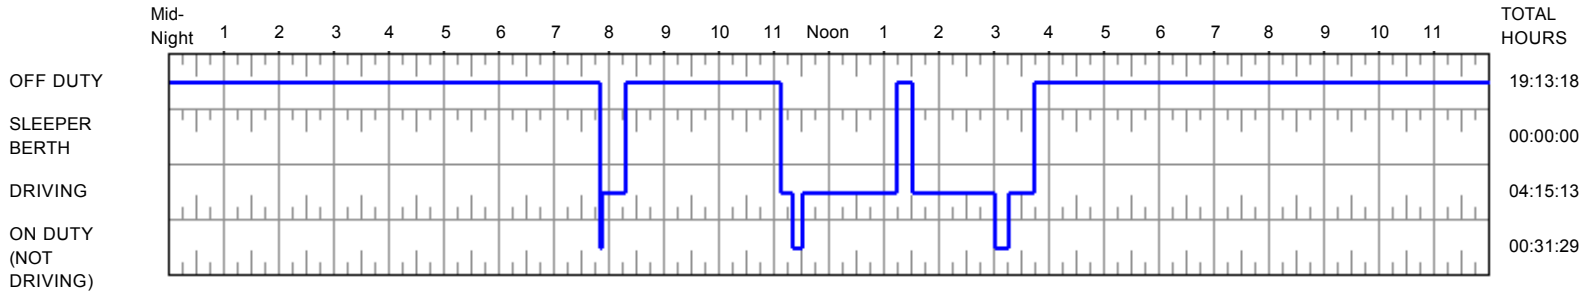 Mid-
Night 1 2 3 4 5 6 7 8 9 10 11 Noon 1 2 3 4 5 6 7 8 9 10 11
TOTAL
HOURS
OFF DUTY 19:13:18
SLEEPER
BERTH 00:00:00
DRIVING 04:15:13
ON DUTY
(NOT 00:31:29
DRIVING)